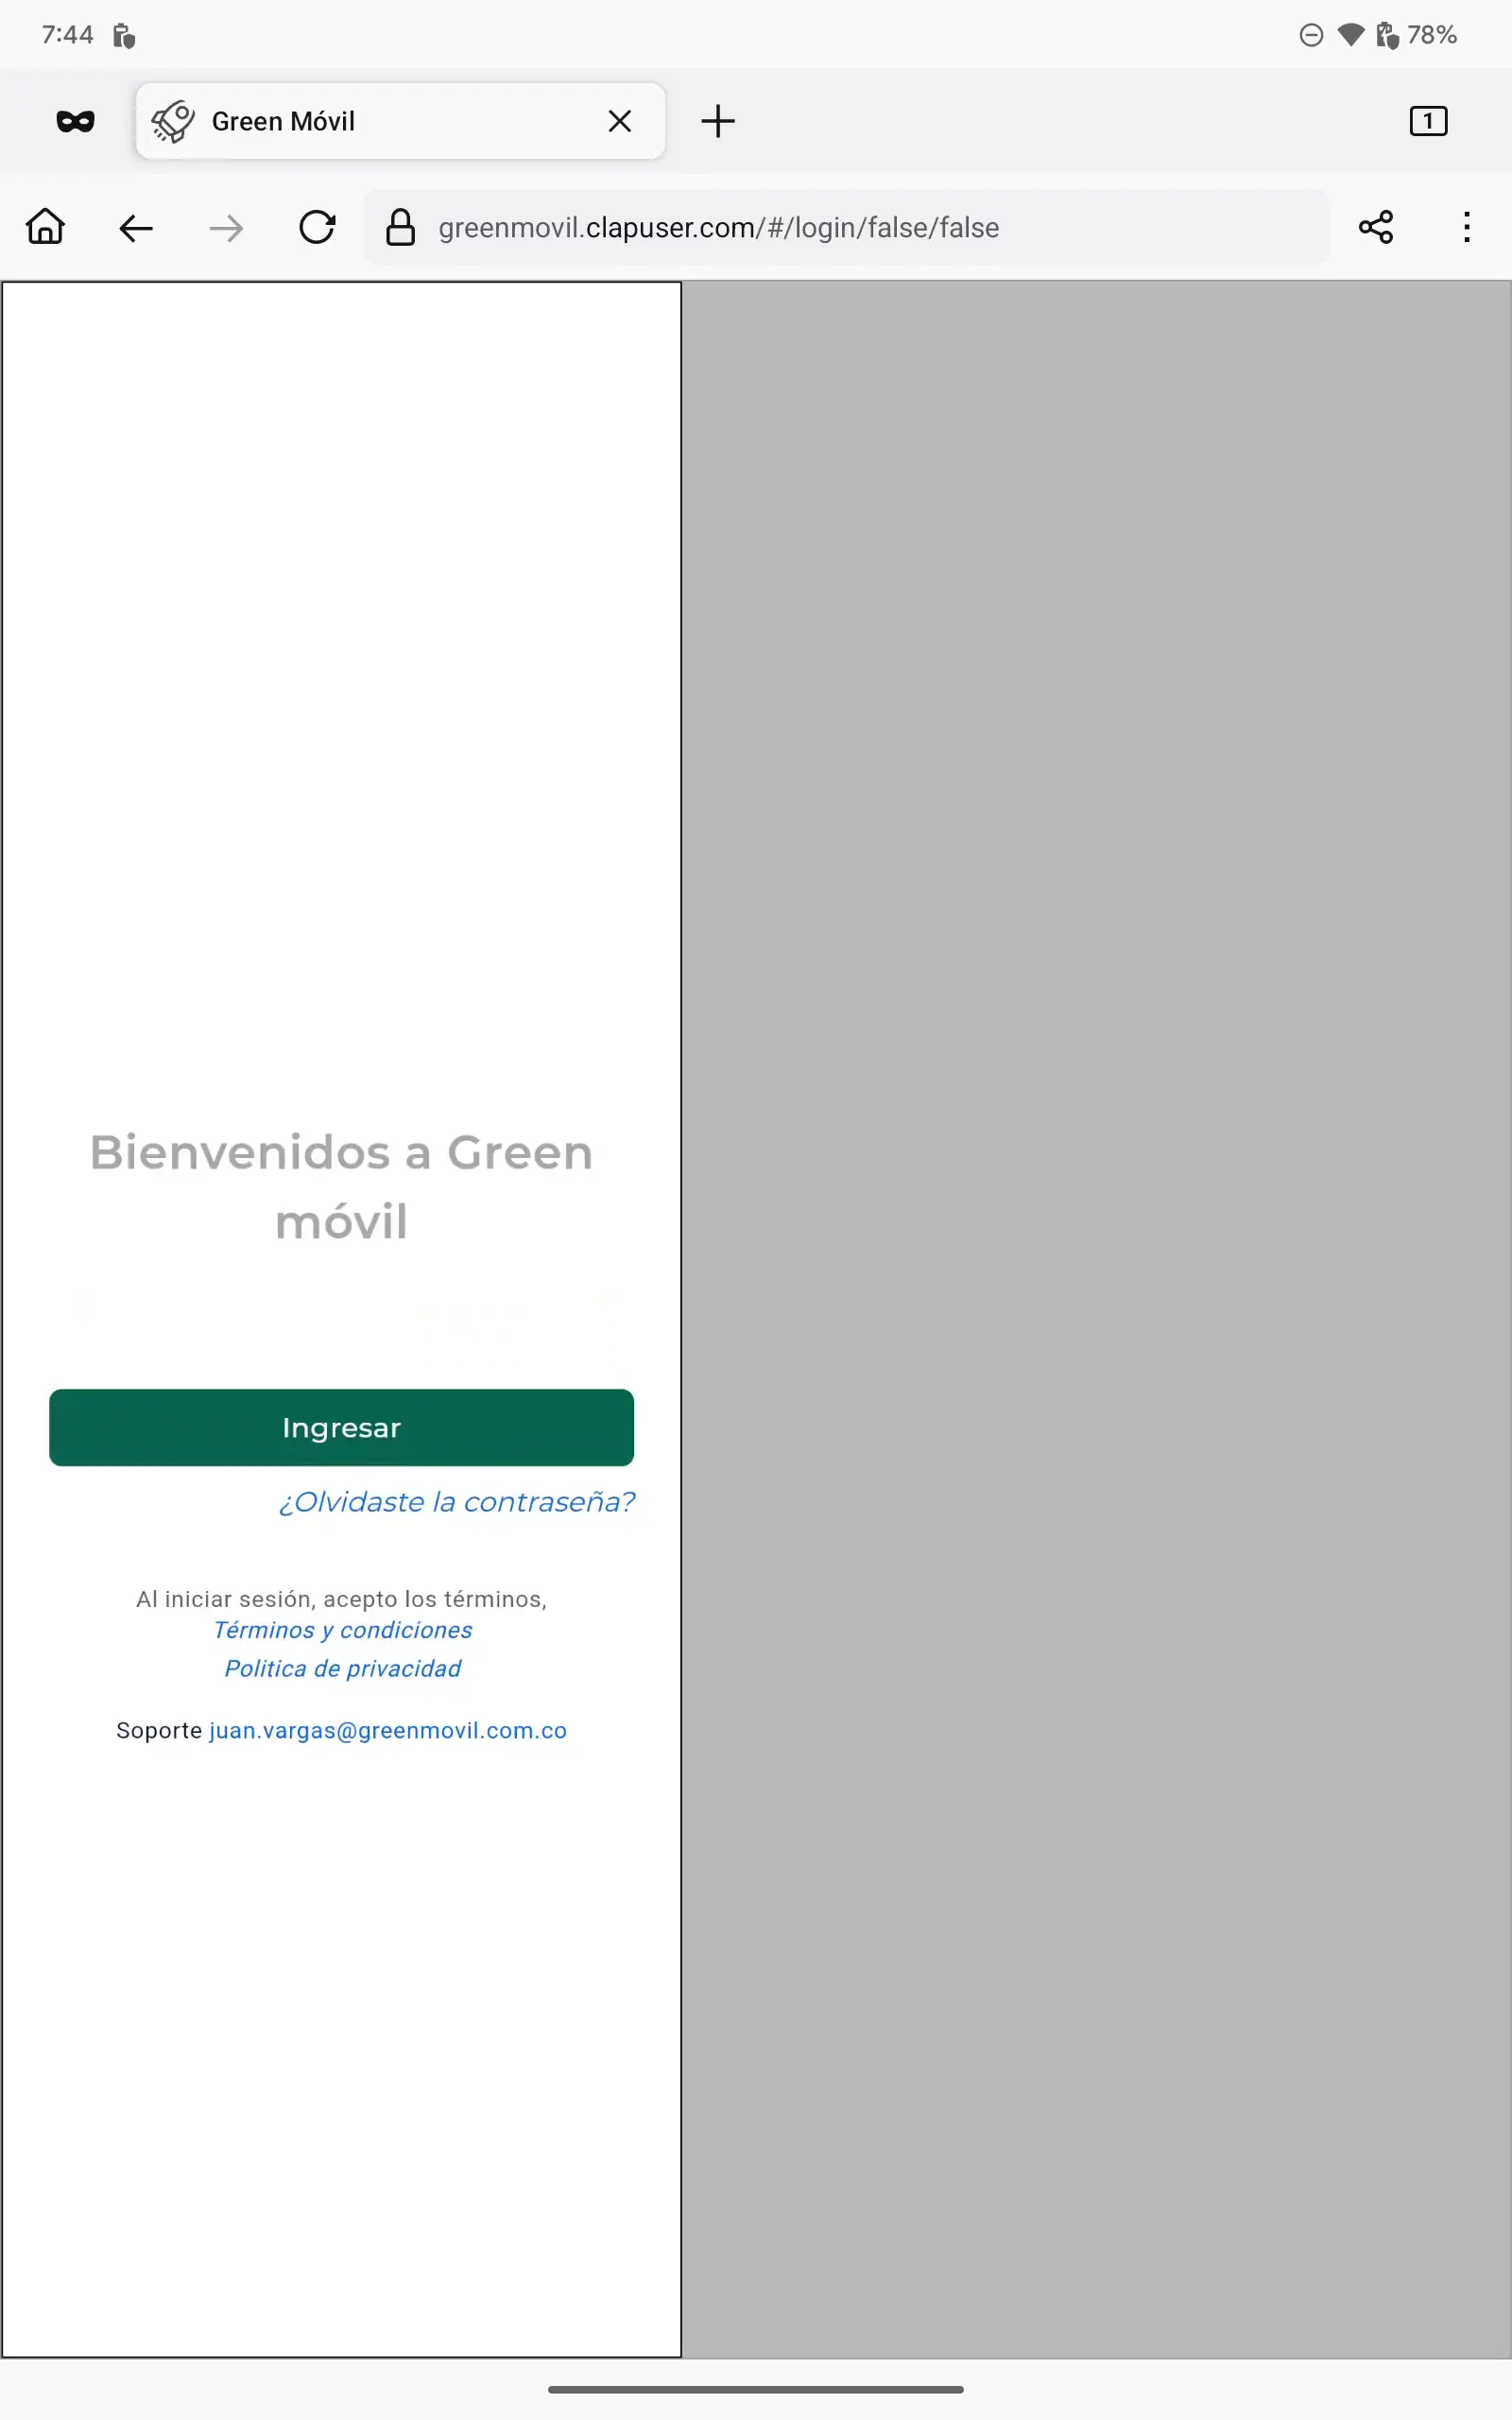 7:44
78%
Green Móvil
1
greenmovil.clapuser.com/#/login/false/false
Bienvenidos a Green
móvil
Ingresar
¿Olvidaste la contraseña?
Al iniciar sesión, acepto los términos,
Términos y condiciones
Politica de privacidad
Soporte juan.vargas@greenmovil.com.co